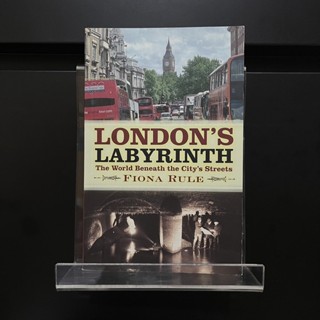 LONDON'S
LABYRINTH
The World Beneath the City's Streets
FIONA RULE